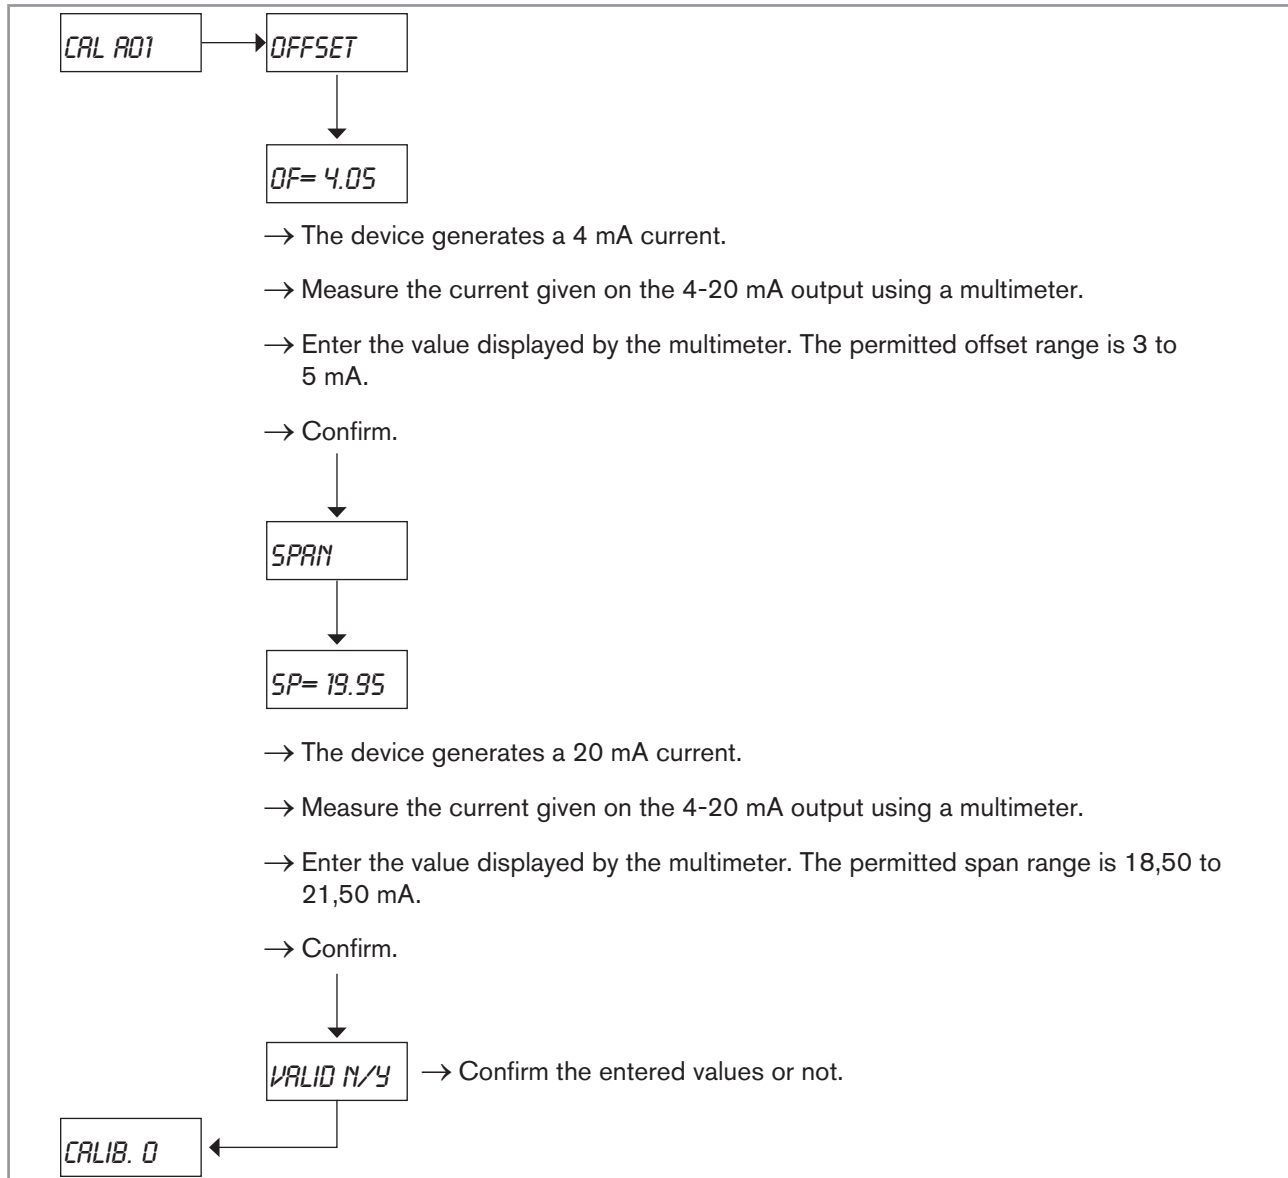 CAL AO1
OFFSET
OF= 4.05
→ The device generates a 4 mA current.
→ Measure the current given on the 4-20 mA output using a multimeter.
→ Enter the value displayed by the multimeter. The permitted offset range is 3 to
5 mA.
→ Confirm.
SPAN
SP= 19.95
→ The device generates a 20 mA current.
→ Measure the current given on the 4-20 mA output using a multimeter.
→ Enter the value displayed by the multimeter. The permitted span range is 18,50 to
21,50 mA.
→ Confirm.
VALID N/Y
→ Confirm the entered values or not.
CALIB. O